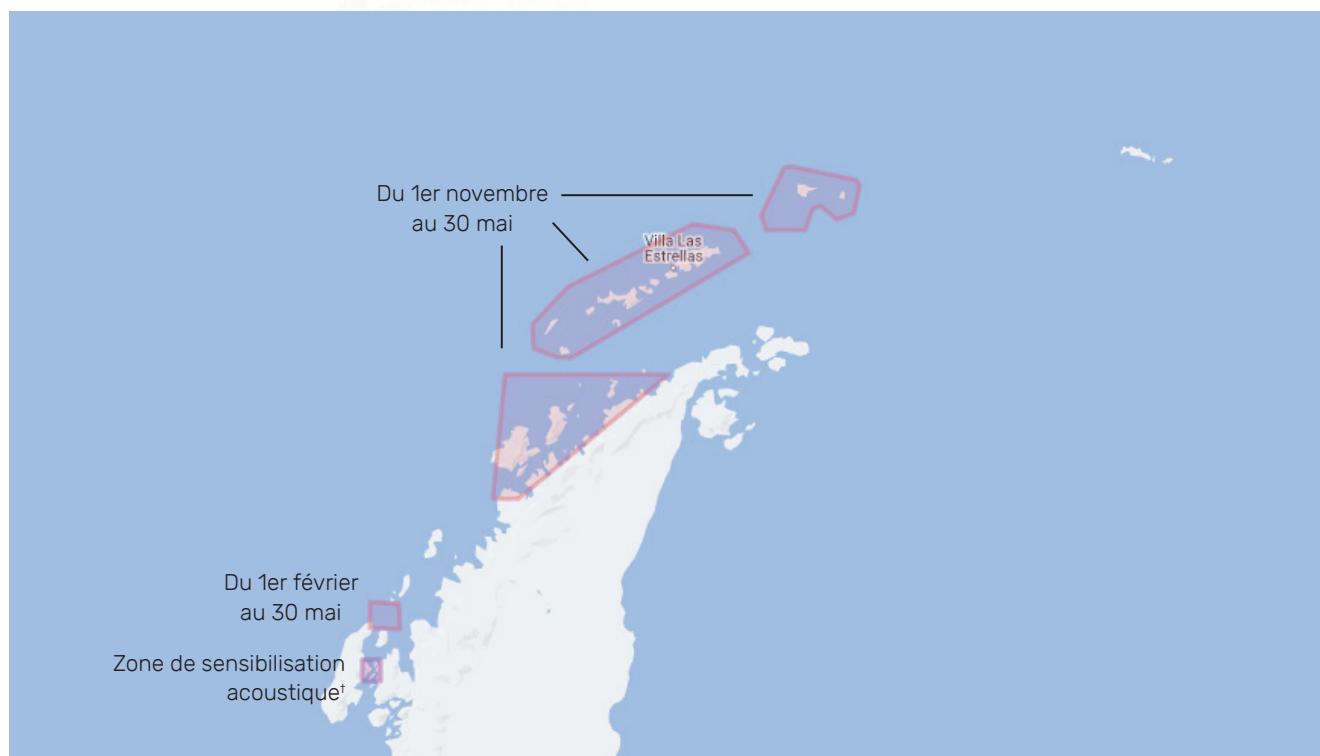 Du 1er novembre
au 30 mai
Villa Las
Estrellas
Du 1er février
au 30 mai
Zone de sensibilisation
acoustique†